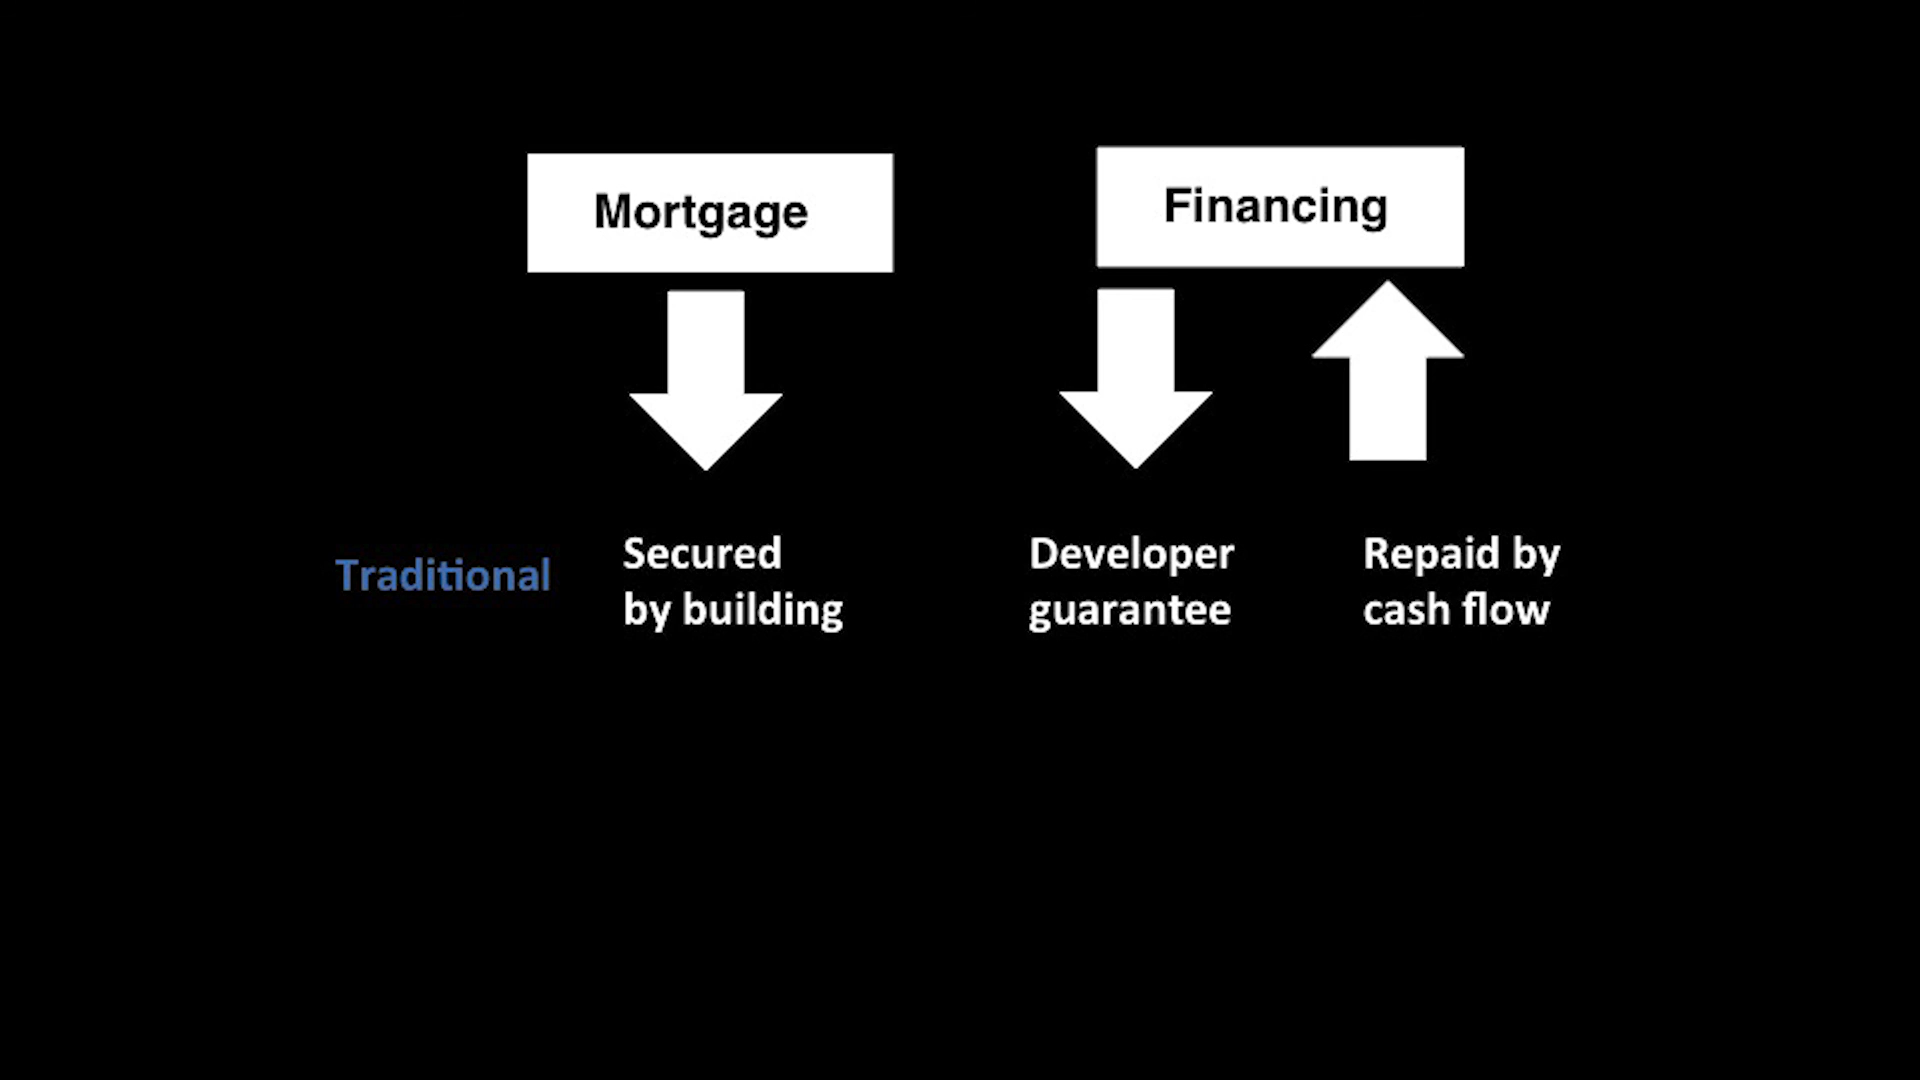 Mortgage
Financing
Traditional
Secured
by building
Developer
guarantee
Repaid by
cash flow